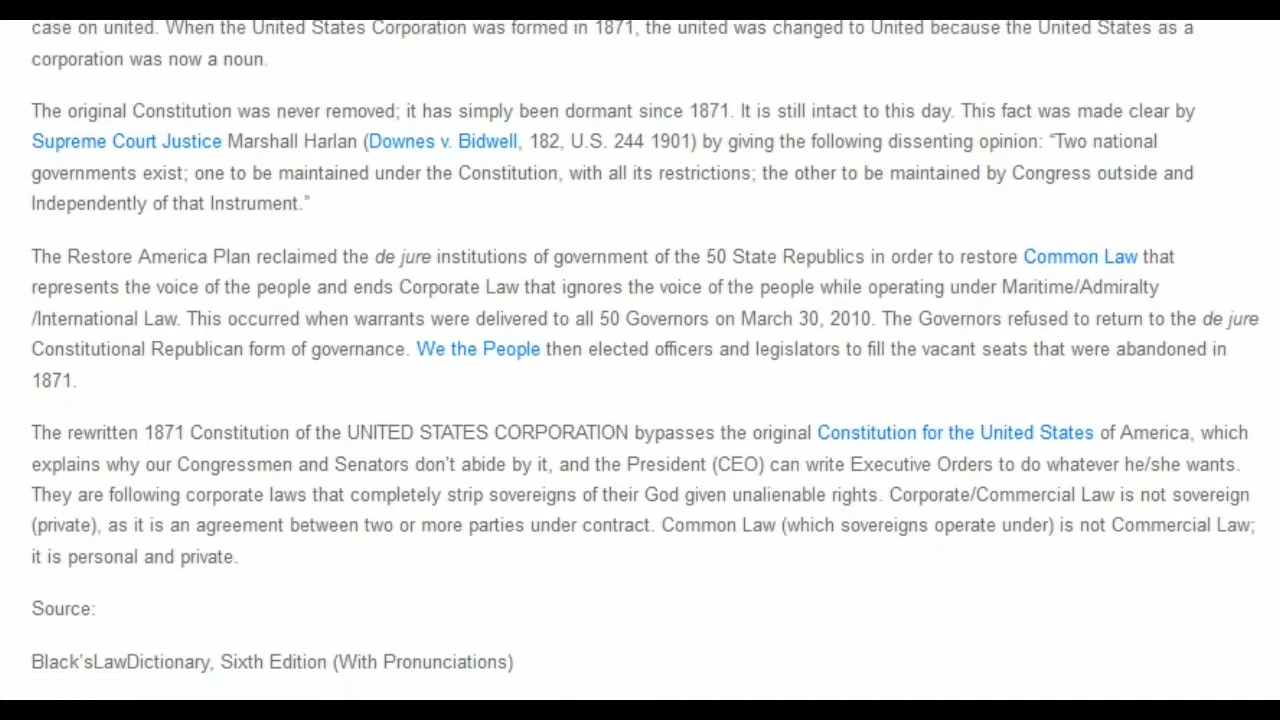 case on united. When the United States Corporation was formed in 1871, the united was changed to United because the United States as a
corporation was now a noun.
The original Constitution was never removed; it has simply been dormant since 1871. It is still intact to this day. This fact was made clear by
Supreme Court Justice Marshall Harlan (Downes v. Bidwell, 182, U.S. 244 1901) by giving the following dissenting opinion: “Two national
governments exist; one to be maintained under the Constitution, with all its restrictions; the other to be maintained by Congress outside and
Independently of that Instrument.”
The Restore America Plan reclaimed the de jure institutions of government of the 50 State Republics in order to restore Common Law that
represents the voice of the people and ends Corporate Law that ignores the voice of the people while operating under Maritime/Admiralty
/International Law. This occurred when warrants were delivered to all 50 Governors on March 30, 2010. The Governors refused to return to the de jure
Constitutional Republican form of governance. We the People then elected officers and legislators to fill the vacant seats that were abandoned in
1871.
The rewritten 1871 Constitution of the UNITED STATES CORPORATION bypasses the original Constitution for the United States of America, which
explains why our Congressmen and Senators don’t abide by it, and the President (CEO) can write Executive Orders to do whatever he/she wants.
They are following corporate laws that completely strip sovereigns of their God given unalienable rights. Corporate/Commercial Law is not sovereign
(private), as it is an agreement between two or more parties under contract. Common Law (which sovereigns operate under) is not Commercial Law;
it is personal and private.
Source:
Black’sLawDictionary, Sixth Edition (With Pronunciations)